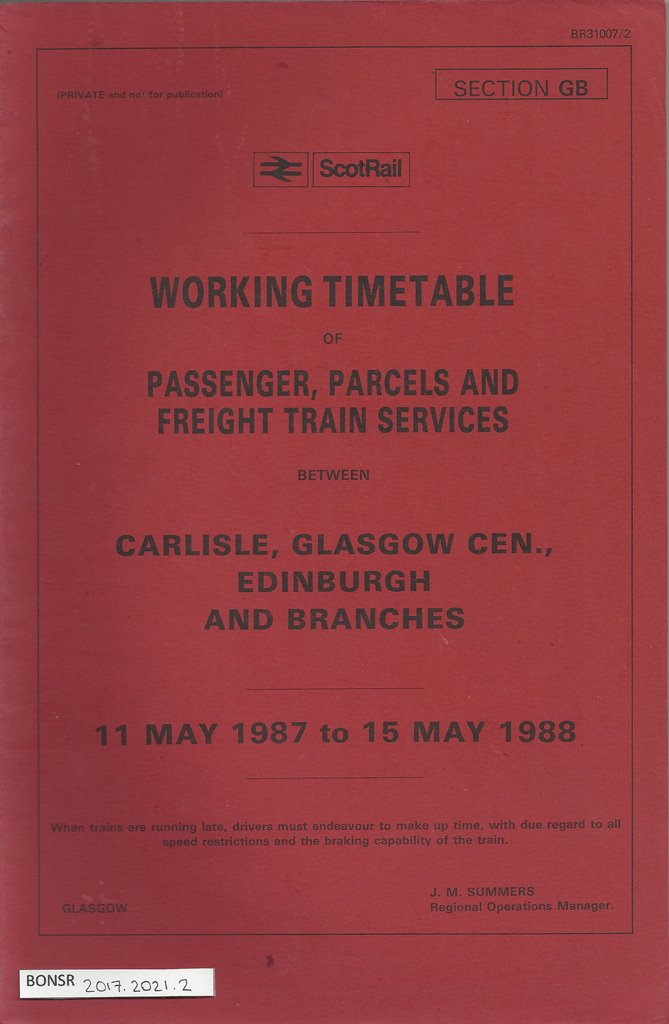 BR31007/2
(PRIVATE and not for publication)
SECTION GB
ScotRail
WORKING TIMETABLE
OF
PASSENGER, PARCELS AND
FREIGHT TRAIN SERVICES
BETWEEN
CARLISLE, GLASGOW CEN.,
EDINBURGH
AND BRANCHES
11 MAY 1987 to 15 MAY 1988
When trains are running late, drivers must endeavour to make up time, with due regard to all
speed restrictions and the braking capability of the train.
J. M. SUMMERS
GLASGOW
Regional Operations Manager.
BONSR 2017.2021.2